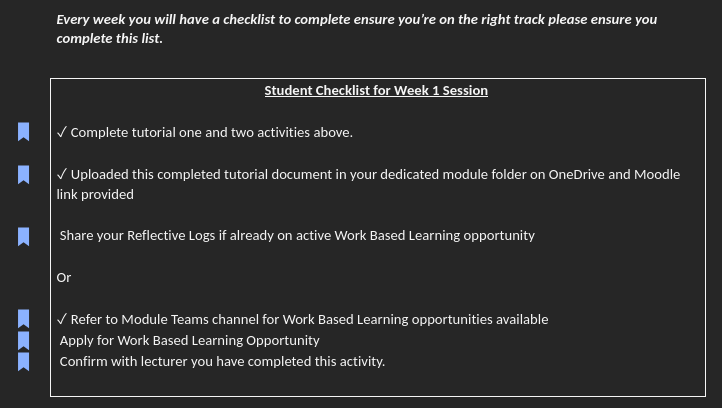 Every week you will have a checklist to complete ensure you're on the right track please ensure you
complete this list.
Student Checklist for Week 1 Session
✓ Complete tutorial one and two activities above.
✓ Uploaded this completed tutorial document in your dedicated module folder on OneDrive and Moodle
link provided
Share your Reflective Logs if already on active Work Based Learning opportunity
Or
✓ Refer to Module Teams channel for Work Based Learning opportunities available
Apply for Work Based Learning Opportunity
Confirm with lecturer you have completed this activity.